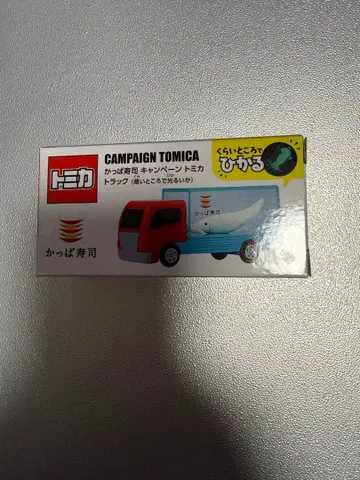 トミカ
CAMPAIGN TOMICA
かっぱ寿司 キャンペーン トミカ
トラック (暗いところで光るいか)
くらいところで
ひかる
かっぱ寿司
かっぱ寿司